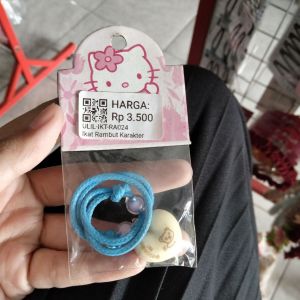 HARGA:
Rp 3.500
ULIL-IKT-RA024
Ikat Rambut Karakter